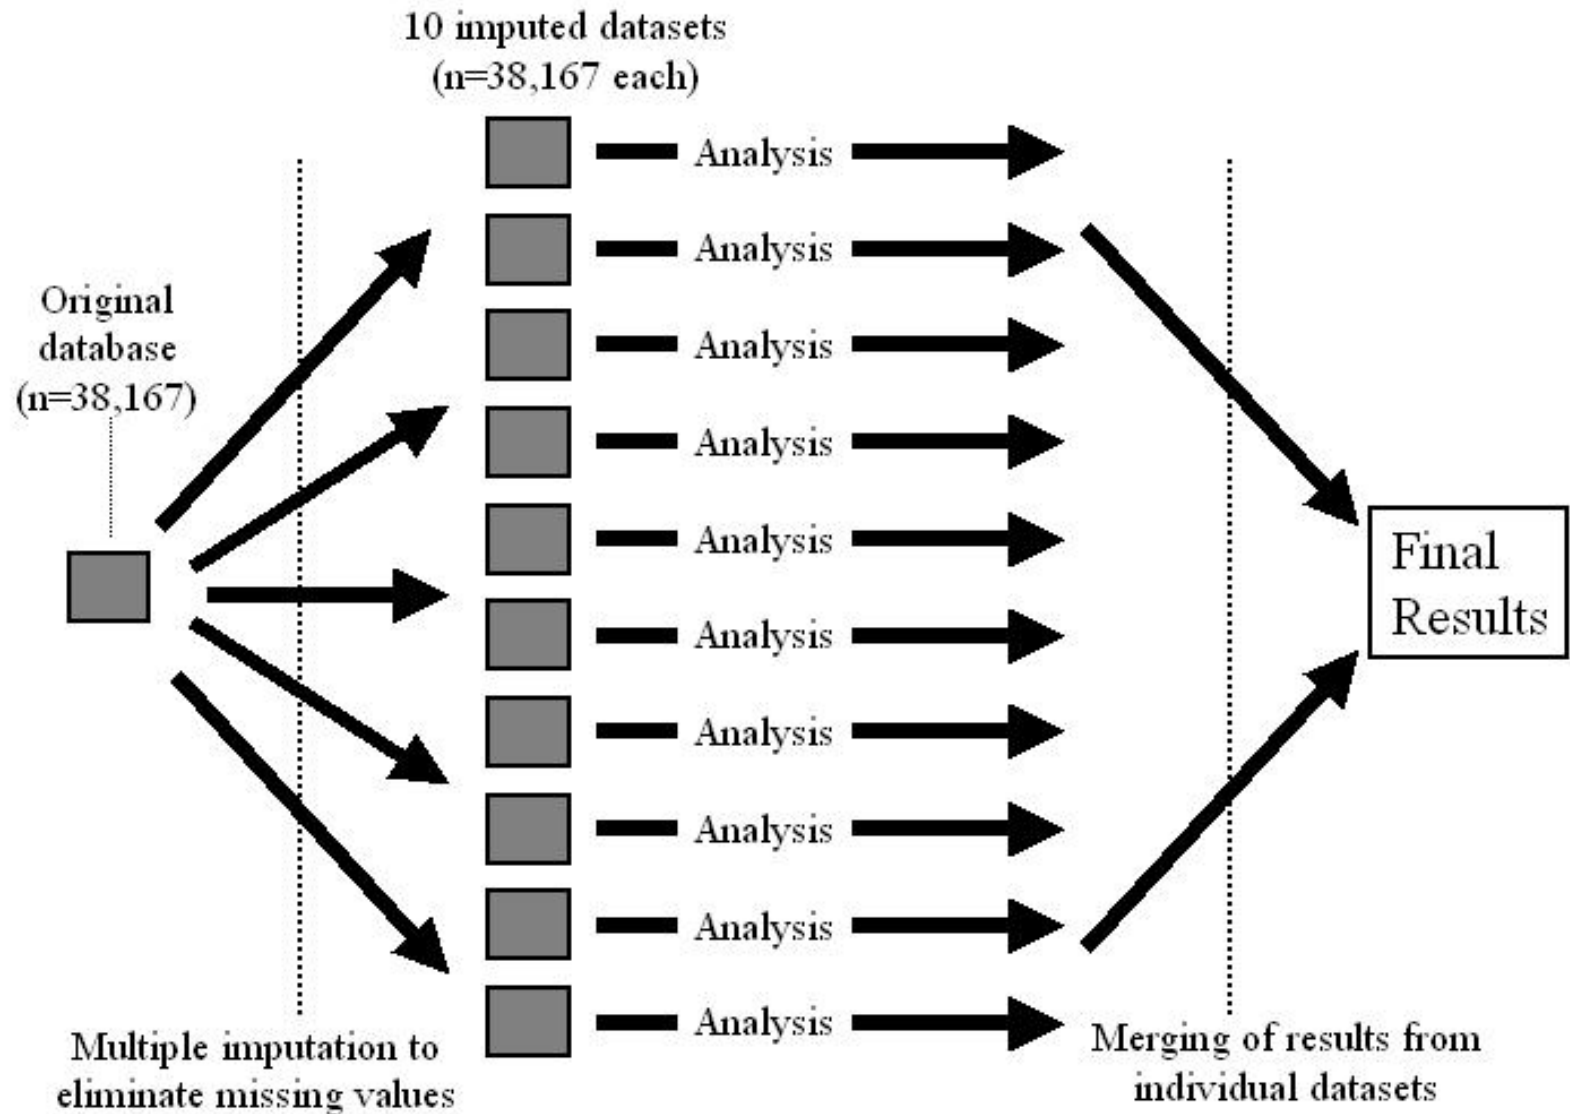 10 imputed datasets
(n=38,167 each)
Original
database
(n=38,167)
Analysis
Analysis
Analysis
Analysis
Analysis
Analysis
Analysis
Analysis
Analysis
Analysis
Final
Results
Multiple imputation to
eliminate missing values
Merging of results from
individual datasets